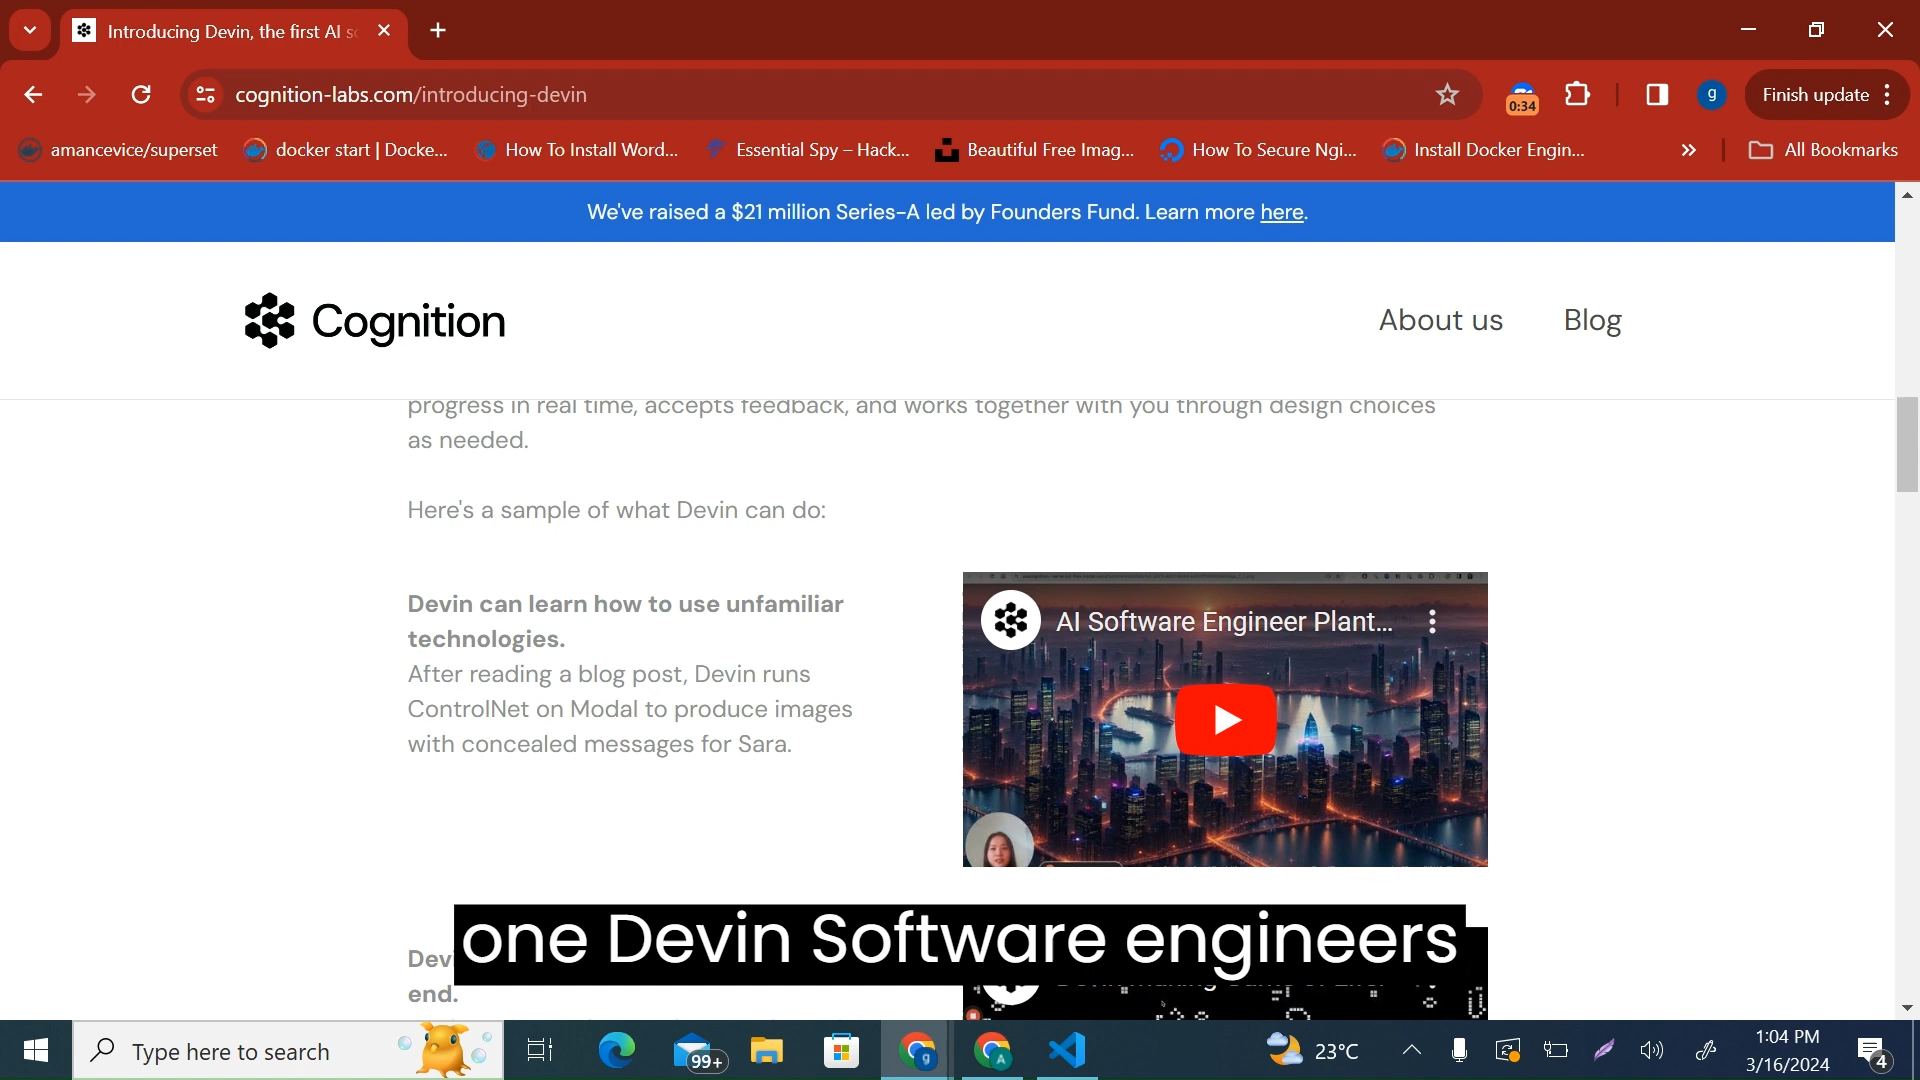 Introducing Devin, the first AI s
cognition-labs.com/introducing-devin
0:34
g
Finish update
amancevice/superset
docker start | Docke...
How To Install Word...
Essential Spy – Hack...
Beautiful Free Imag...
How To Secure Ngi...
Install Docker Engin...
All Bookmarks
We've raised a $21 million Series-A led by Founders Fund. Learn more here.
Cognition
About us
Blog
progress in real time, accepts feedback, and works together with you through design choices
as needed.
Here's a sample of what Devin can do:
Devin can learn how to use unfamiliar
technologies.
After reading a blog post, Devin runs
ControlNet on Modal to produce images
with concealed messages for Sara.
AI Software Engineer Plant...
one Devin Software engineers
end.
Type here to search
99+
g
A
23°C
1:04 PM
3/16/2024
4